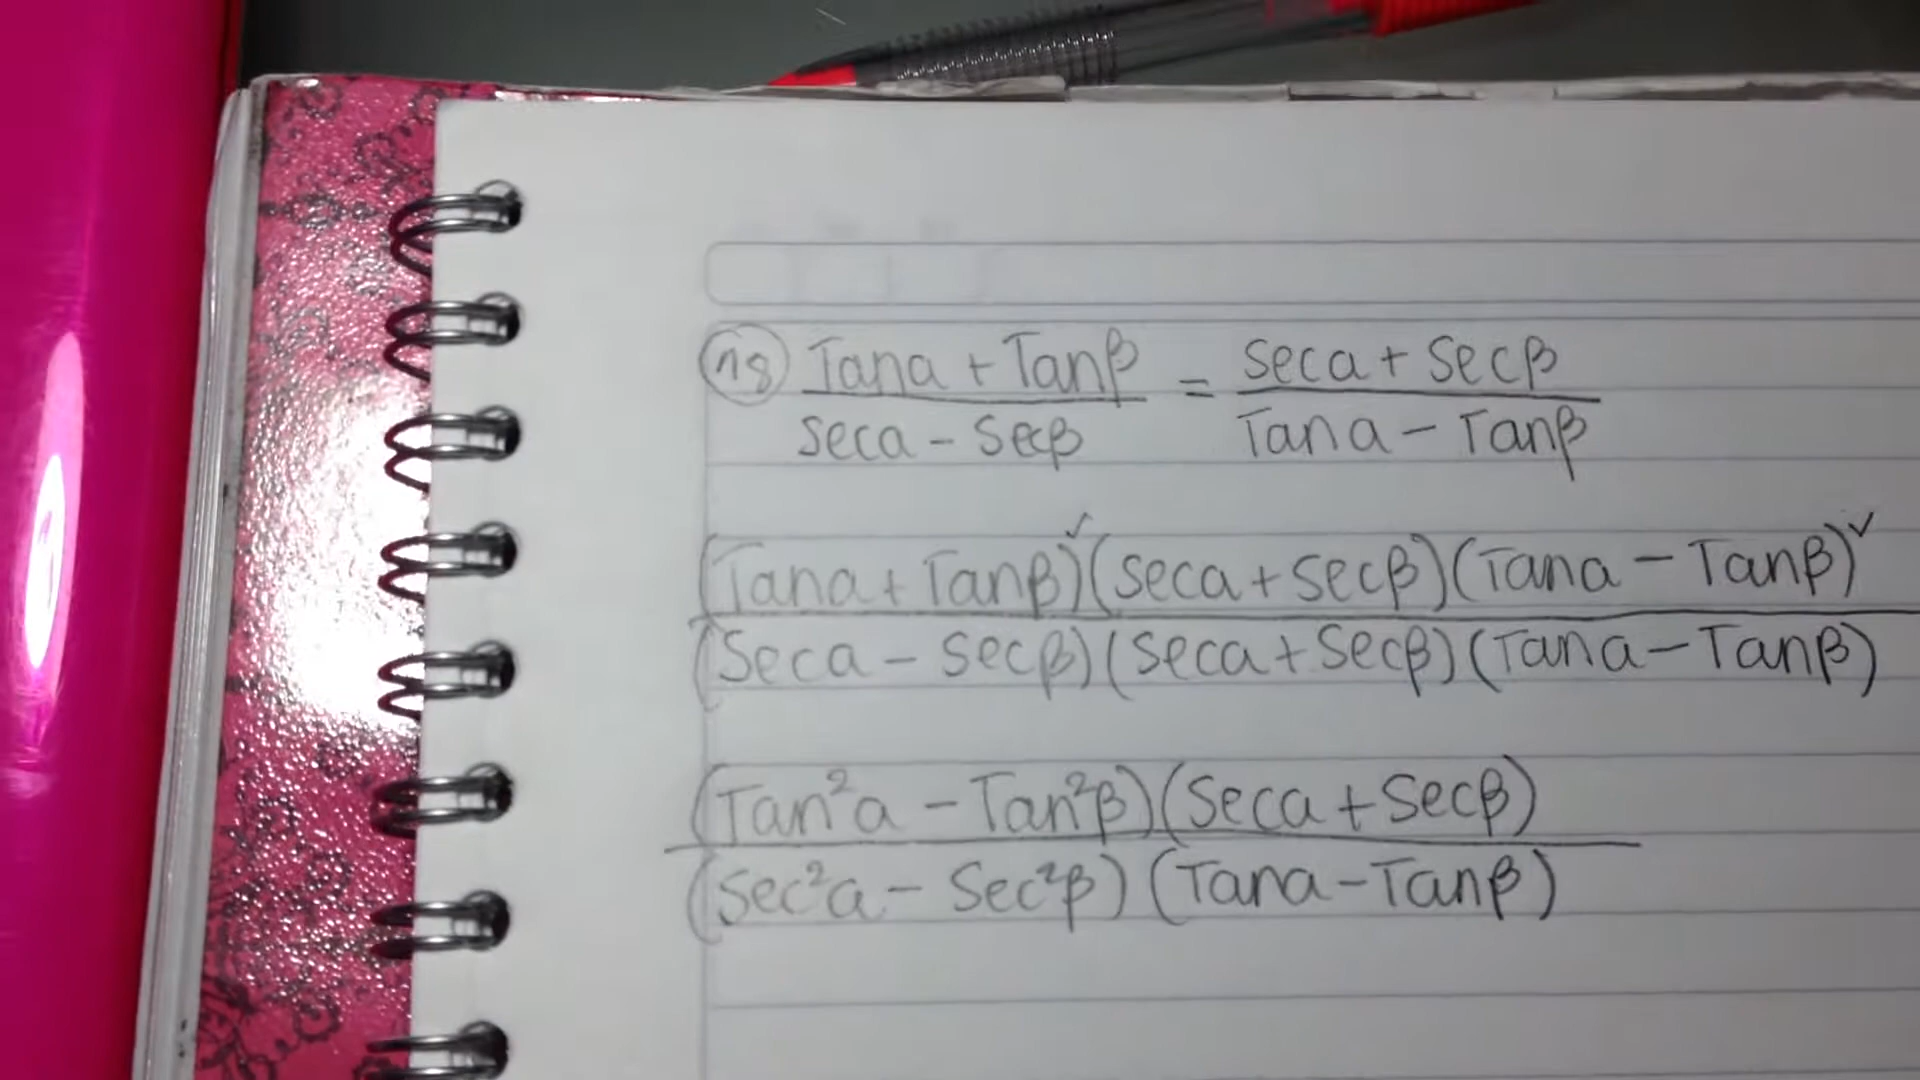 118 Tana + Tanβ = seca + secβ
seca - secβ Tana - Tanβ
(Tana + Tanβ)✓(seca + secβ)(Tana - Tanβ)✓
(Seca - secβ)(seca + secβ)(Tana - Tanβ)
(Tan²a - Tan²β)(seca + secβ)
(Sec²a - Sec²β)(Tana - Tanβ)